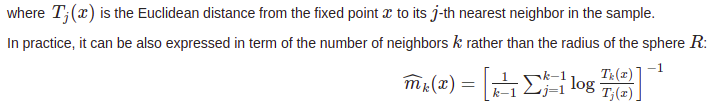 where T_j(x) is the Euclidean distance from the fixed point x to its j-th nearest neighbor in the sample.
In practice, it can be also expressed in term of the number of neighbors k rather than the radius of the sphere R:
\widehat{m}_k(x) = \left[ \frac{1}{k-1} \sum_{j=1}^{k-1} \log \frac{T_k(x)}{T_j(x)} \right]^{-1}